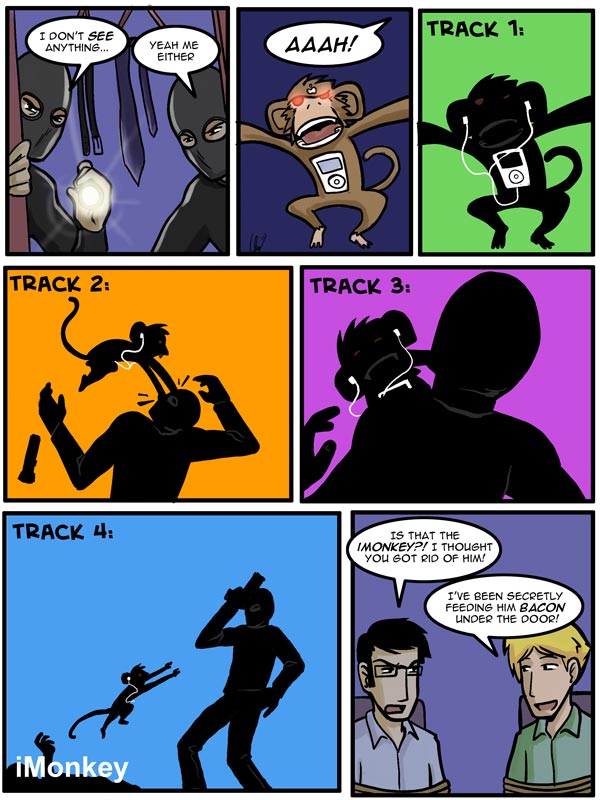 I DON'T SEE
ANYTHING...
YEAH ME
EITHER
AAAH!
TRACK 1:
TRACK 2:
TRACK 3:
TRACK 4:
iMonkey
IS THAT THE
IMONKEY?! I THOUGHT
YOU GOT RID OF HIM!
I'VE BEEN SECRETLY
FEEDING HIM BACON
UNDER THE DOOR!